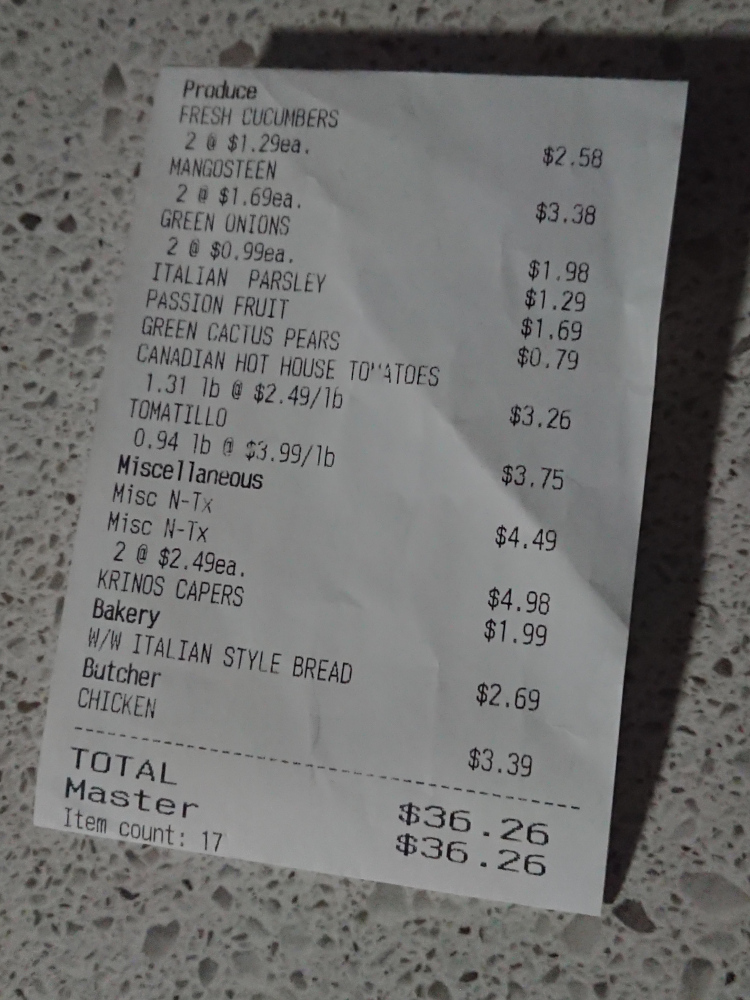 Produce
FRESH CUCUMBERS
2 @ $1.29ea. $2.58
MANGOSTEEN
2 @ $1.69ea. $3.38
GREEN ONIONS
2 @ $0.99ea. $1.98
ITALIAN PARSLEY $1.29
PASSION FRUIT $1.69
GREEN CACTUS PEARS $0.79
CANADIAN HOT HOUSE TOMATOES
1.31 lb @ $2.49/lb $3.26
TOMATILLO
0.94 lb @ $3.99/lb $3.75
Miscellaneous
Misc N-Tx $4.49
Misc N-Tx
2 @ $2.49ea. $4.98
KRINOS CAPERS $1.99
Bakery
W/W ITALIAN STYLE BREAD $2.69
Butcher
CHICKEN $3.39
TOTAL $36.26
Master $36.26
Item count: 17